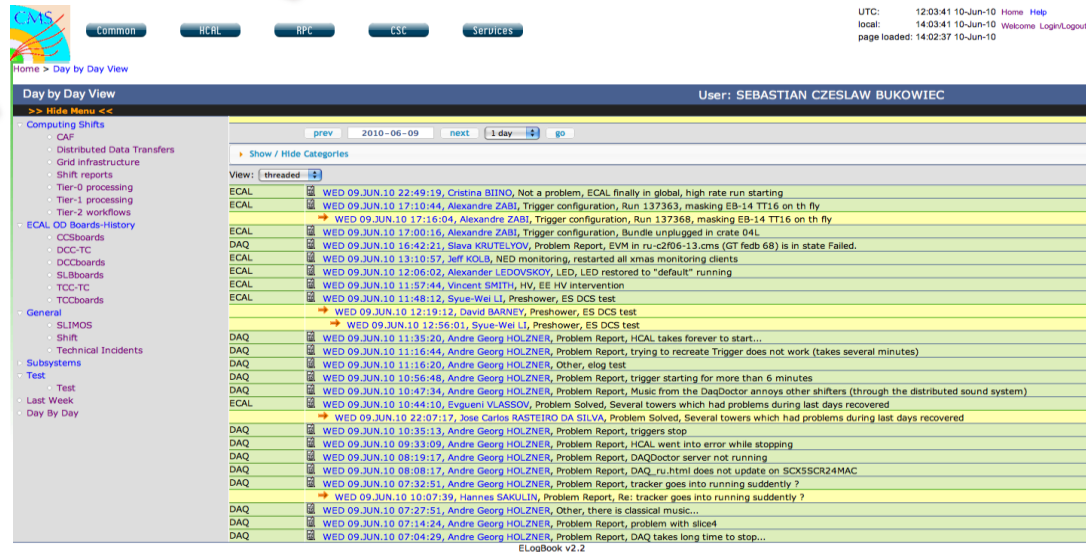 CMS
Common HCAL RPC CSC Services
UTC: 12:03:41 10-Jun-10 Home Help
local: 14:03:41 10-Jun-10 Welcome Login/Logout
page loaded: 14:02:37 10-Jun-10
Home > Day by Day View
Day by Day View User: SEBASTIAN CZESLAW BUKOWIEC
>> Hide Menu <<
Computing Shifts
CAF
Distributed Data Transfers
Grid infrastructure
Shift reports
Tier-0 processing
Tier-1 processing
Tier-2 workflows
ECAL OD Boards-History
CCSboards
DCC-TC
DCCboards
SLBboards
TCC-TC
TCCboards
General
SLIMOS
Shift
Technical Incidents
Subsystems
Test
Test
Last Week
Day By Day
prev 2010-06-09 next 1 day go
Show / Hide Categories
View: threaded
ECAL WED 09.JUN.10 22:49:19, Cristina BIINO, Not a problem, ECAL finally in global, high rate run starting
ECAL WED 09.JUN.10 17:10:44, Alexandre ZABI, Trigger configuration, Run 137363, masking EB-14 TT16 on th fly
WED 09.JUN.10 17:16:04, Alexandre ZABI, Trigger configuration, Run 137368, masking EB-14 TT16 on th fly
ECAL WED 09.JUN.10 17:00:16, Alexandre ZABI, Trigger configuration, Bundle unplugged in crate 04L
DAQ WED 09.JUN.10 16:42:21, Slava KRUTELYOV, Problem Report, EVM in ru-c2f06-13.cms (GT fedb 68) is in state Failed.
ECAL WED 09.JUN.10 13:10:57, Jeff KOLB, NED monitoring, restarted all xmas monitoring clients
ECAL WED 09.JUN.10 12:06:02, Alexander LEDOVSKOY, LED, LED restored to "default" running
ECAL WED 09.JUN.10 11:57:44, Vincent SMITH, HV, EE HV intervention
ECAL WED 09.JUN.10 11:48:12, Syue-Wei LI, Preshower, ES DCS test
WED 09.JUN.10 12:19:12, David BARNEY, Preshower, ES DCS test
WED 09.JUN.10 12:56:01, Syue-Wei LI, Preshower, ES DCS test
DAQ WED 09.JUN.10 11:35:20, Andre Georg HOLZNER, Problem Report, HCAL takes forever to start...
DAQ WED 09.JUN.10 11:16:44, Andre Georg HOLZNER, Problem Report, trying to recreate Trigger does not work (takes several minutes)
DAQ WED 09.JUN.10 11:16:20, Andre Georg HOLZNER, Other, elog test
DAQ WED 09.JUN.10 10:56:48, Andre Georg HOLZNER, Problem Report, trigger starting for more than 6 minutes
DAQ WED 09.JUN.10 10:47:34, Andre Georg HOLZNER, Problem Report, Music from the DaqDoctor annoys other shifters (through the distributed sound system)
ECAL WED 09.JUN.10 10:44:10, Evgueni VLASSOV, Problem Solved, Several towers which had problems during last days recovered
WED 09.JUN.10 22:07:17, Jose Carlos RASTEIRO DA SILVA, Problem Solved, Several towers which had problems during last days recovered
DAQ WED 09.JUN.10 10:35:13, Andre Georg HOLZNER, Problem Report, triggers stop
DAQ WED 09.JUN.10 09:33:09, Andre Georg HOLZNER, Problem Report, HCAL went into error while stopping
DAQ WED 09.JUN.10 08:19:17, Andre Georg HOLZNER, Problem Report, DAQDoctor server not running
DAQ WED 09.JUN.10 08:08:17, Andre Georg HOLZNER, Problem Report, DAQ_ru.html does not update on SCX5SCR24MAC
DAQ WED 09.JUN.10 07:32:51, Andre Georg HOLZNER, Problem Report, tracker goes into running suddently ?
WED 09.JUN.10 10:07:39, Hannes SAKULIN, Problem Report, Re: tracker goes into running suddently ?
DAQ WED 09.JUN.10 07:27:51, Andre Georg HOLZNER, Other, there is classical music...
DAQ WED 09.JUN.10 07:14:24, Andre Georg HOLZNER, Problem Report, problem with slice4
DAQ WED 09.JUN.10 07:04:29, Andre Georg HOLZNER, Problem Report, DAQ takes long time to stop...
ELogBook v2.2